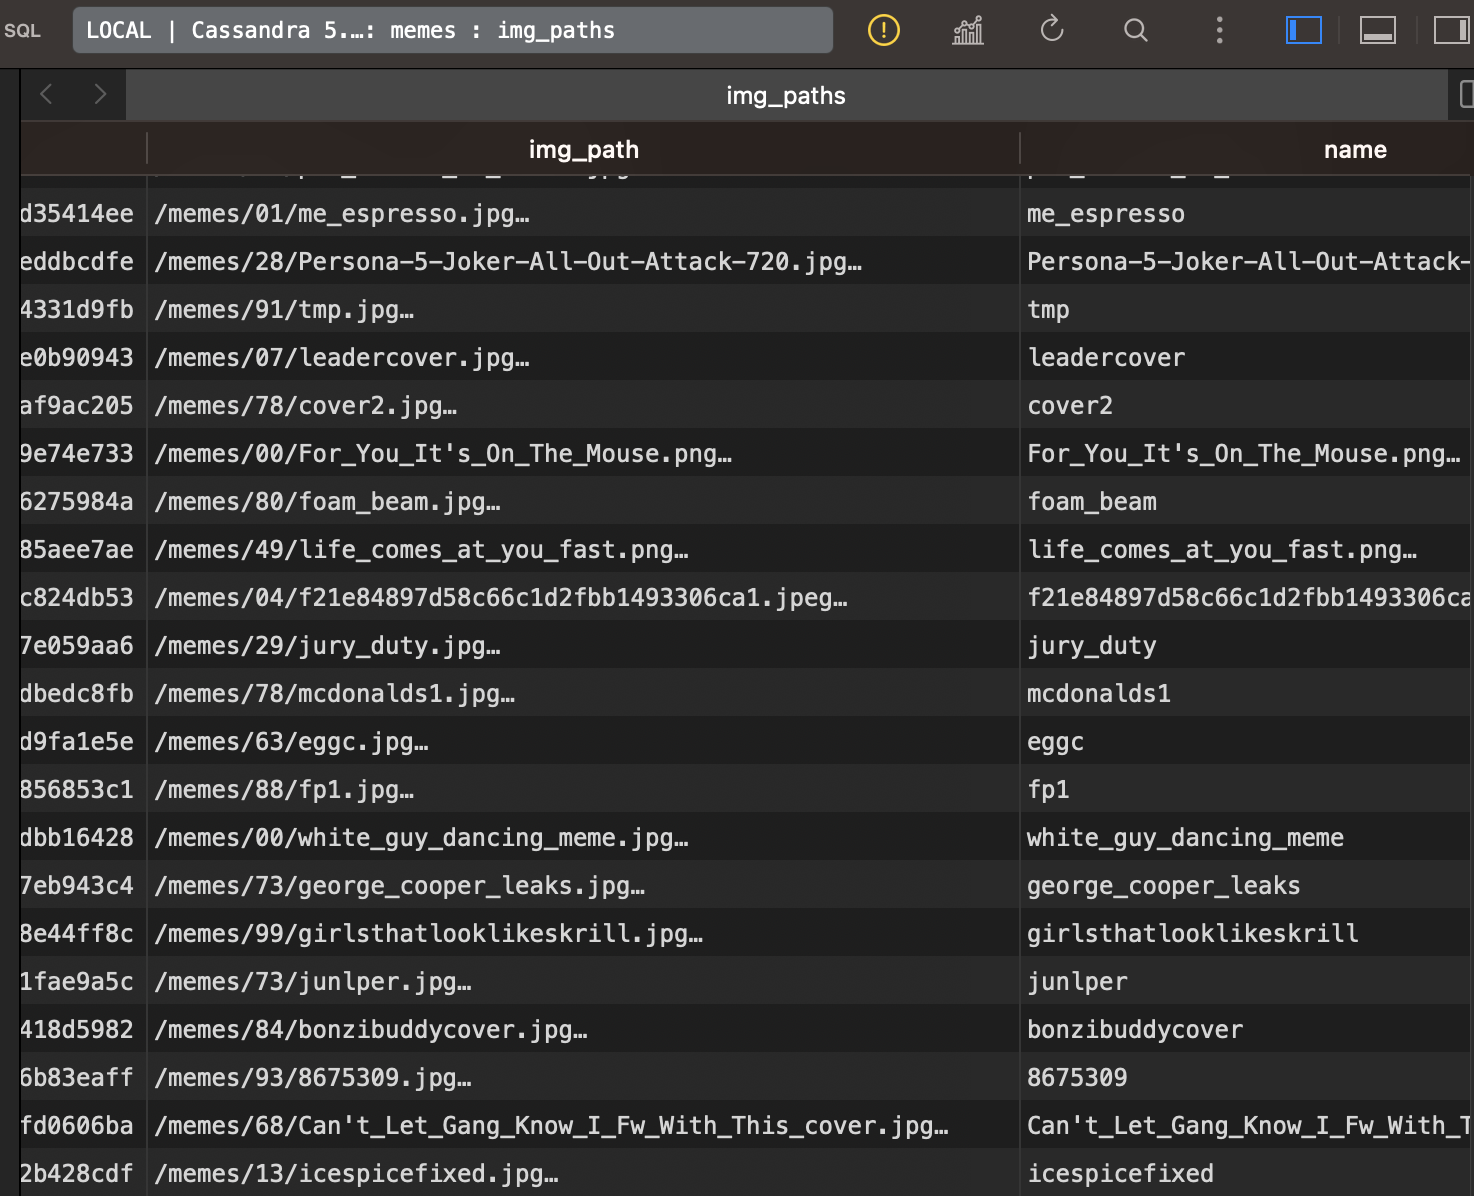 SQL
LOCAL | Cassandra 5.…: memes : img_paths
img_paths
img_path name
d35414ee /memes/01/me_espresso.jpg… me_espresso
eddbcdfe /memes/28/Persona-5-Joker-All-Out-Attack-720.jpg… Persona-5-Joker-All-Out-Attack-
4331d9fb /memes/91/tmp.jpg… tmp
e0b90943 /memes/07/leadercover.jpg… leadercover
af9ac205 /memes/78/cover2.jpg… cover2
9e74e733 /memes/00/For_You_It's_On_The_Mouse.png… For_You_It's_On_The_Mouse.png…
6275984a /memes/80/foam_beam.jpg… foam_beam
85aee7ae /memes/49/life_comes_at_you_fast.png… life_comes_at_you_fast.png…
c824db53 /memes/04/f21e84897d58c66c1d2fbb1493306ca1.jpeg… f21e84897d58c66c1d2fbb1493306ca
7e059aa6 /memes/29/jury_duty.jpg… jury_duty
dbedc8fb /memes/78/mcdonalds1.jpg… mcdonalds1
d9fa1e5e /memes/63/eggc.jpg… eggc
856853c1 /memes/88/fp1.jpg… fp1
dbb16428 /memes/00/white_guy_dancing_meme.jpg… white_guy_dancing_meme
7eb943c4 /memes/73/george_cooper_leaks.jpg… george_cooper_leaks
8e44ff8c /memes/99/girlsthatlooklikeskrill.jpg… girlsthatlooklikeskrill
1fae9a5c /memes/73/junlper.jpg… junlper
418d5982 /memes/84/bonzibuddycover.jpg… bonzibuddycover
6b83eaff /memes/93/8675309.jpg… 8675309
fd0606ba /memes/68/Can't_Let_Gang_Know_I_Fw_With_This_cover.jpg… Can't_Let_Gang_Know_I_Fw_With_T
2b428cdf /memes/13/icespicefixed.jpg… icespicefixed